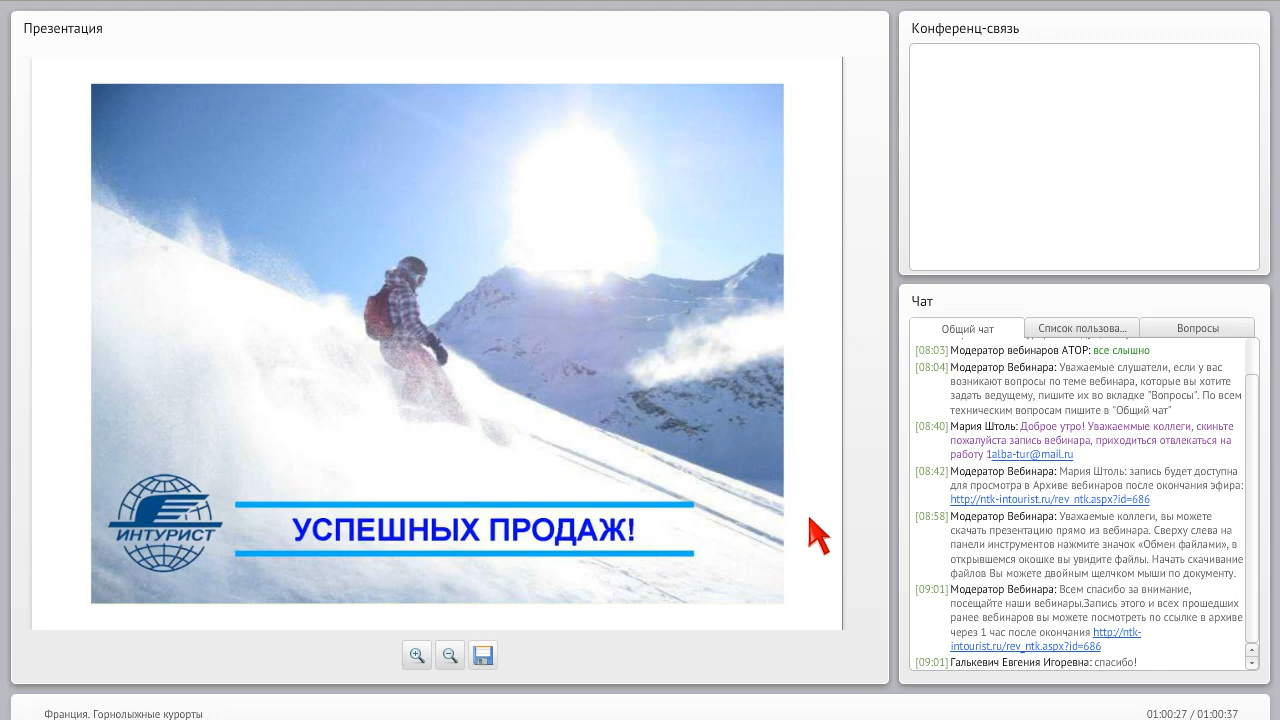 Презентация
ИНТУРИСТ
УСПЕШНЫХ ПРОДАЖ!
Конференц-связь
Чат
Общий чат
Список пользова...
Вопросы
[08:03] Модератор вебинаров АТОР: все слышно
[08:04] Модератор Вебинара: Уважаемые слушатели, если у вас
возникают вопросы по теме вебинара, которые вы хотите
задать ведущему, пишите их во вкладке "Вопросы". По всем
техническим вопросам пишите в "Общий чат"
[08:40] Мария Штоль: Доброе утро! Уважаеммые коллеги, скиньте
пожалуйста запись вебинара, приходиться отвлекаться на
работу 1alba-tur@mail.ru
[08:42] Модератор Вебинара: Мария Штоль: запись будет доступна
для просмотра в Архиве вебинаров после окончания эфира:
http://ntk-intourist.ru/rev_ntk.aspx?id=686
[08:58] Модератор Вебинара: Уважаемые коллеги, вы можете
скачать презентацию прямо из вебинара. Сверху слева на
панели инструментов нажмите значок «Обмен файлами», в
открывшемся окошке вы увидите файлы. Начать скачивание
файлов Вы можете двойным щелчком мыши по документу.
[09:01] Модератор Вебинара: Всем спасибо за внимание,
посещайте наши вебинары.Запись этого и всех прошедших
ранее вебинаров вы можете посмотреть по ссылке в архиве
через 1 час после окончания http://ntk-
intourist.ru/rev_ntk.aspx?id=686
[09:01] Галькевич Евгения Игоревна: спасибо!
Франция. Горнолыжные курорты
01:00:27 / 01:00:37